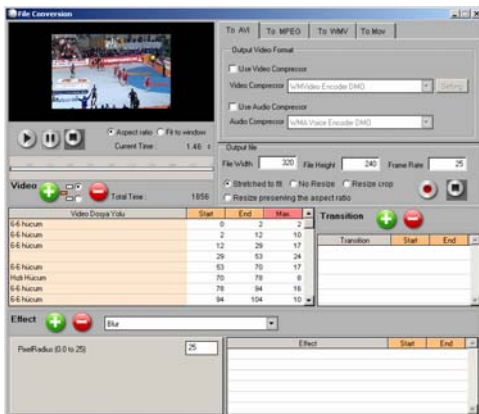 File Conversion
To AVI To MPEG To WMV To Mov
Output Video Format
Use Video Compressor
Video Compressor WMVideo Encoder DMO Setting
Use Audio Compressor
Audio Compressor WMA Voice Encoder DMO
Aspect ratio Fit to window
Current Time : 1.46 s
Output file
File Width 320 File Height 240 Frame Rate 25
Stretched to fit No Resize Resize crop
Resize preserving the aspect ratio
Video Total Time : 1856
Transition
Video Dosya Yolu Start End Max.
6-6 hücum 0 2 2
6-6 hücum 2 12 10
6-6 hücum 12 29 17
29 53 24
6-6 hücum 53 70 17
Hızlı Hücum 70 78 8
6-6 hücum 78 94 16
6-6 hücum 94 104 10
Transition Start End
Effect Blur
PixelRadius (0.0 to 25) 25
Effect Start End